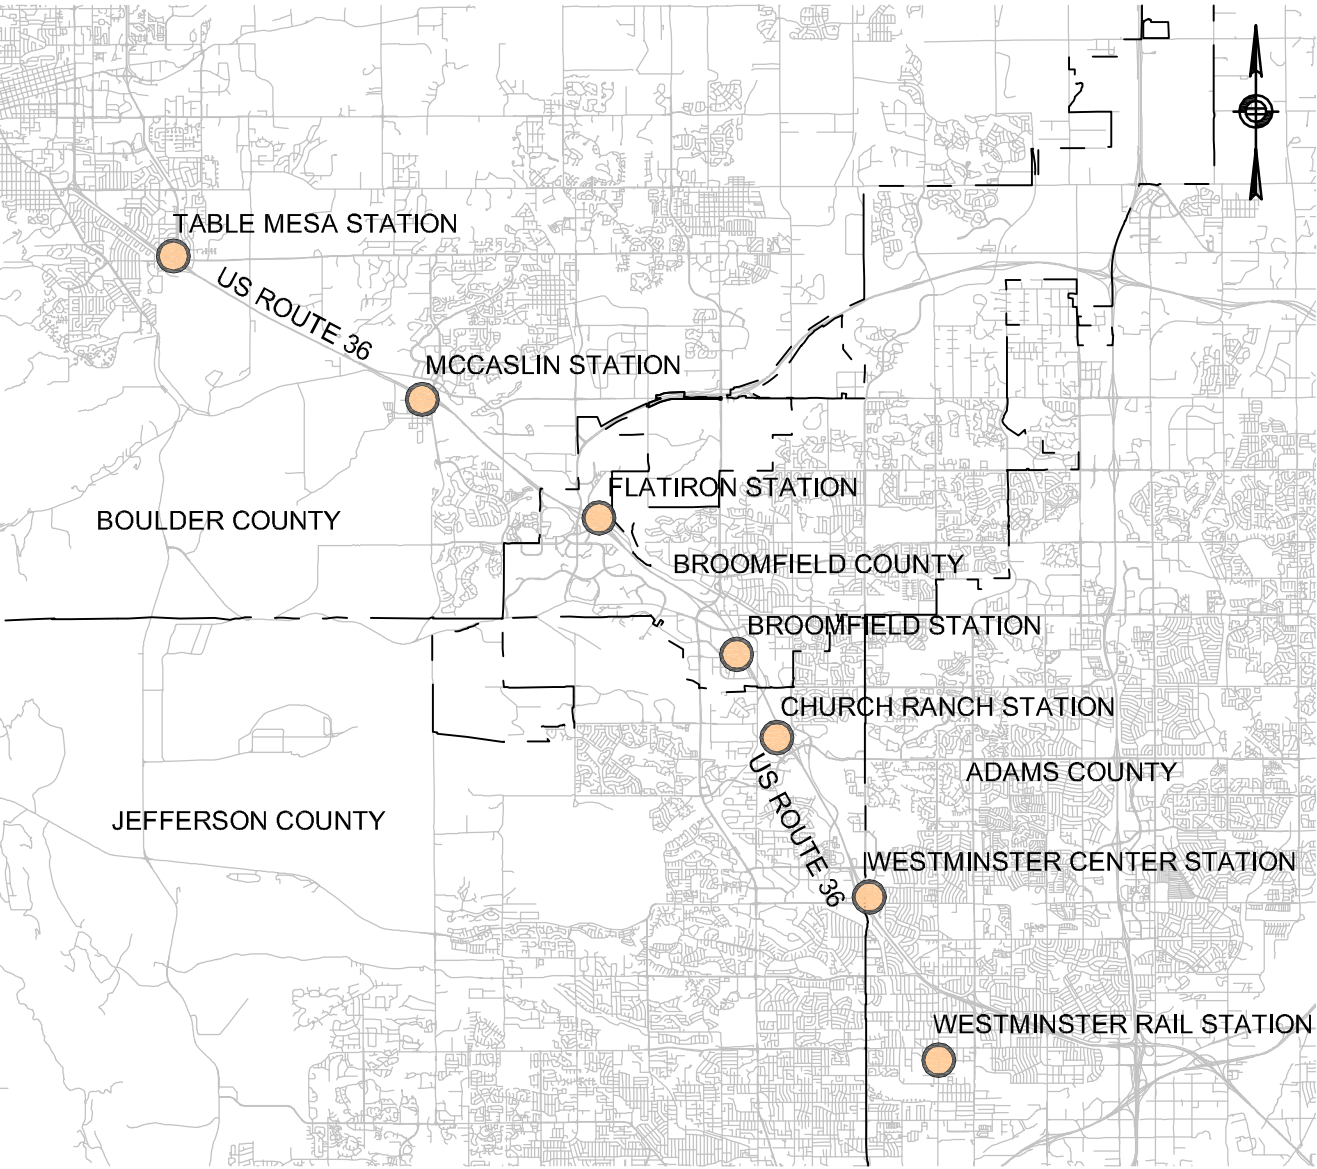 TABLE MESA STATION
US ROUTE 36
MCCASLIN STATION
FLATIRON STATION
BOULDER COUNTY
BROOMFIELD COUNTY
BROOMFIELD STATION
CHURCH RANCH STATION
US ROUTE 36
ADAMS COUNTY
JEFFERSON COUNTY
WESTMINSTER CENTER STATION
WESTMINSTER RAIL STATION